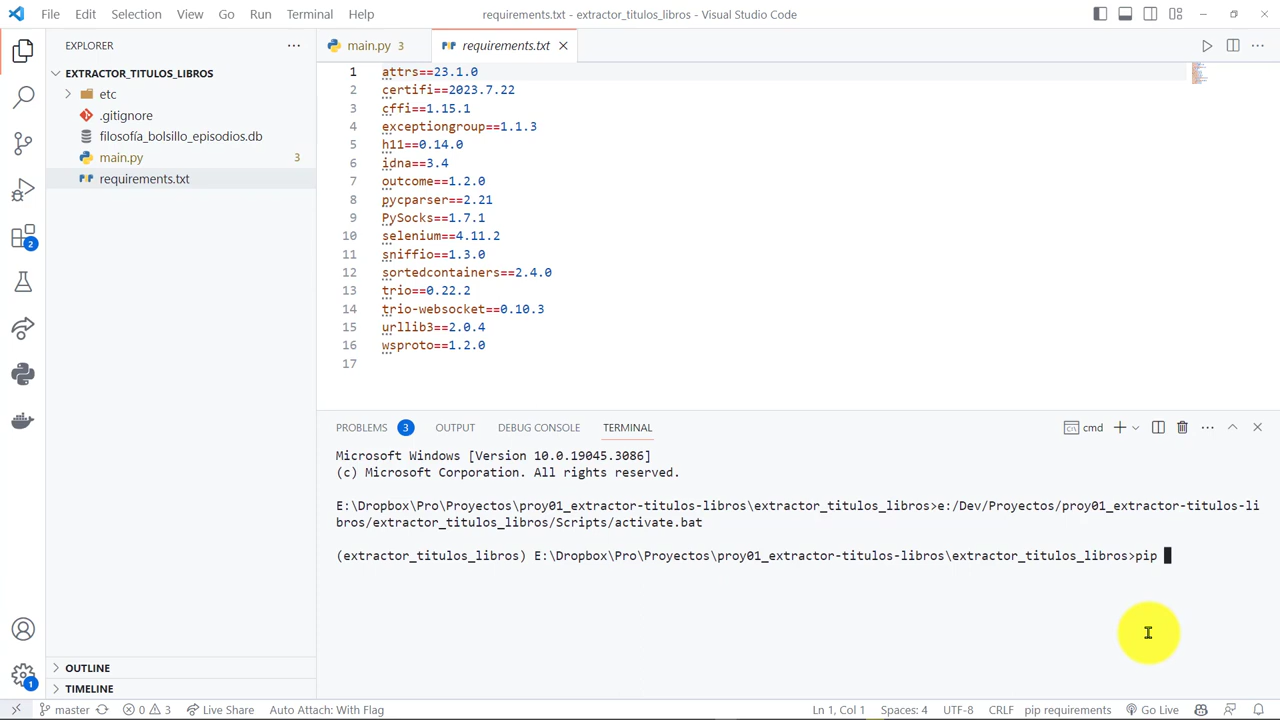 File Edit Selection View Go Run Terminal Help
requirements.txt - extractor_titulos_libros - Visual Studio Code
EXPLORER
EXTRACTOR_TITULOS_LIBROS
etc
.gitignore
filosofía_bolsillo_episodios.db
main.py 3
requirements.txt
OUTLINE
TIMELINE
2
1
main.py 3
requirements.txt
1 attrs==23.1.0
2 certifi==2023.7.22
3 cffi==1.15.1
4 exceptiongroup==1.1.3
5 h11==0.14.0
6 idna==3.4
7 outcome==1.2.0
8 pycparser==2.21
9 PySocks==1.7.1
10 selenium==4.11.2
11 sniffio==1.3.0
12 sortedcontainers==2.4.0
13 trio==0.22.2
14 trio-websocket==0.10.3
15 urllib3==2.0.4
16 wsproto==1.2.0
17
PROBLEMS 3 OUTPUT DEBUG CONSOLE TERMINAL
cmd
Microsoft Windows [Version 10.0.19045.3086]
(c) Microsoft Corporation. All rights reserved.
E:\Dropbox\Pro\Proyectos\proy01_extractor-titulos-libros\extractor_titulos_libros>e:/Dev/Proyectos/proy01_extractor-titulos-li
bros/extractor_titulos_libros/Scripts/activate.bat
(extractor_titulos_libros) E:\Dropbox\Pro\Proyectos\proy01_extractor-titulos-libros\extractor_titulos_libros>pip
master 0 3 Live Share Auto Attach: With Flag
Ln 1, Col 1 Spaces: 4 UTF-8 CRLF pip requirements Go Live